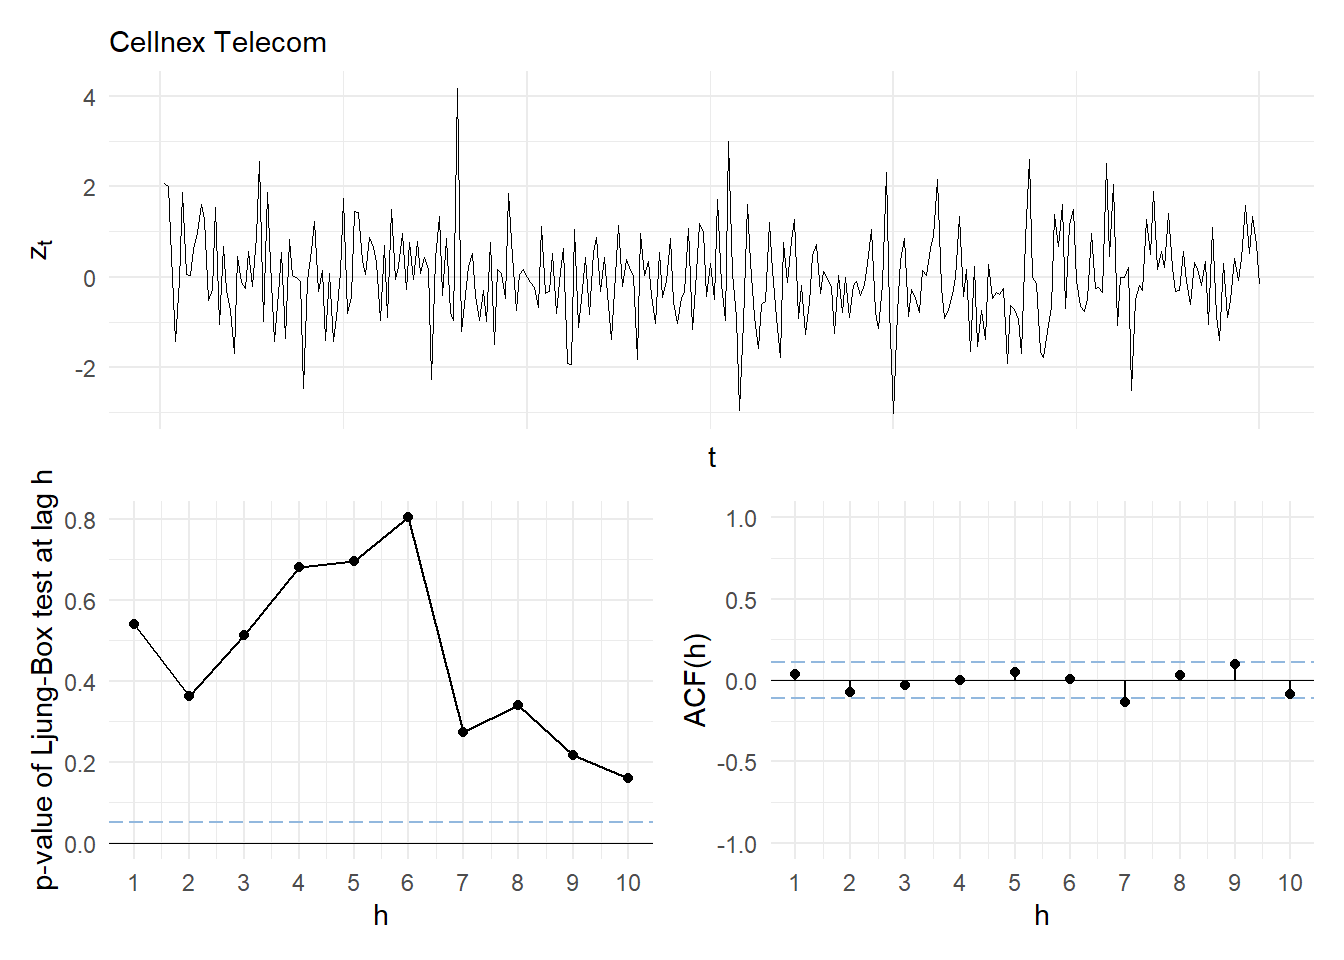 Cellnex Telecom
z_t
4
2
0
-2
t
p-value of Ljung-Box test at lag h
0.8
0.6
0.4
0.2
0.0
1 2 3 4 5 6 7 8 9 10
h
ACF(h)
1.0
0.5
0.0
-0.5
-1.0
1 2 3 4 5 6 7 8 9 10
h